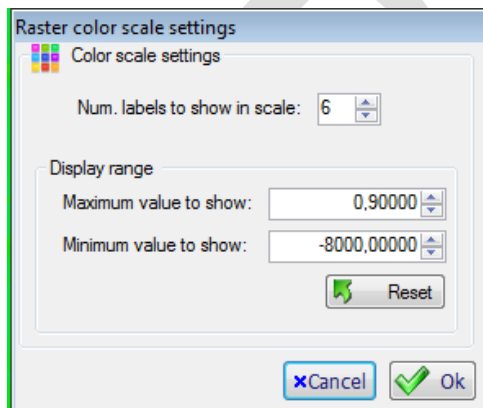 Raster color scale settings
Color scale settings
Num. labels to show in scale: 6
Display range
Maximum value to show: 0,90000
Minimum value to show: -8000,00000
Reset
Cancel Ok